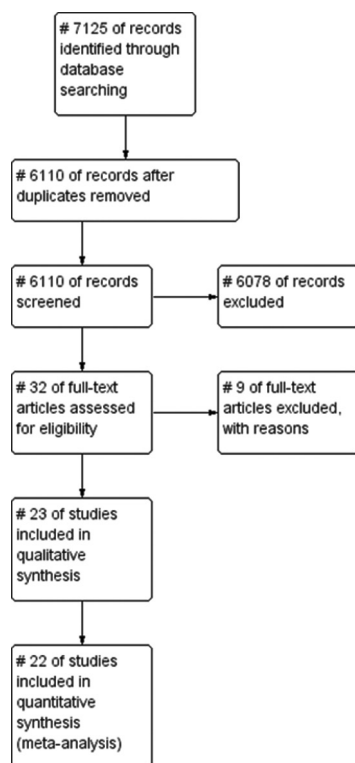 # 7125 of records
identified through
database
searching
# 6110 of records after
duplicates removed
# 6110 of records
screened
# 6078 of records
excluded
# 32 of full-text
articles assessed
for eligibility
# 9 of full-text
articles excluded,
with reasons
# 23 of studies
included in
qualitative
synthesis
# 22 of studies
included in
quantitative
synthesis
(meta-analysis)